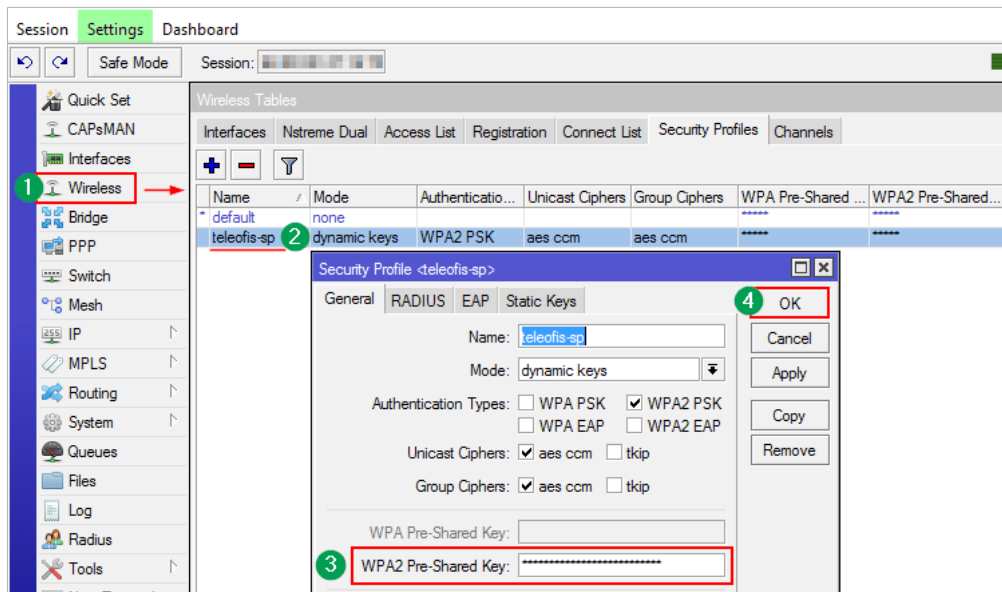 Session Settings Dashboard
Safe Mode Session:
Quick Set
CAPsMAN
Interfaces
1 Wireless
Bridge
PPP
Switch
Mesh
IP
MPLS
Routing
System
Queues
Files
Log
Radius
Tools
Wireless Tables
Interfaces Nstreme Dual Access List Registration Connect List Security Profiles Channels
Name Mode Authenticatio... Unicast Ciphers Group Ciphers WPA Pre-Shared ... WPA2 Pre-Shared...
* default none ***** *****
teleofis-sp 2 dynamic keys WPA2 PSK aes ccm aes ccm ***** *****
Security Profile <teleofis-sp>
General RADIUS EAP Static Keys
Name: teleofis-sp
Mode: dynamic keys
Authentication Types: WPA PSK WPA2 PSK
WPA EAP WPA2 EAP
Unicast Ciphers: aes ccm tkip
Group Ciphers: aes ccm tkip
WPA Pre-Shared Key:
3 WPA2 Pre-Shared Key: **************************
4 OK
Cancel
Apply
Copy
Remove